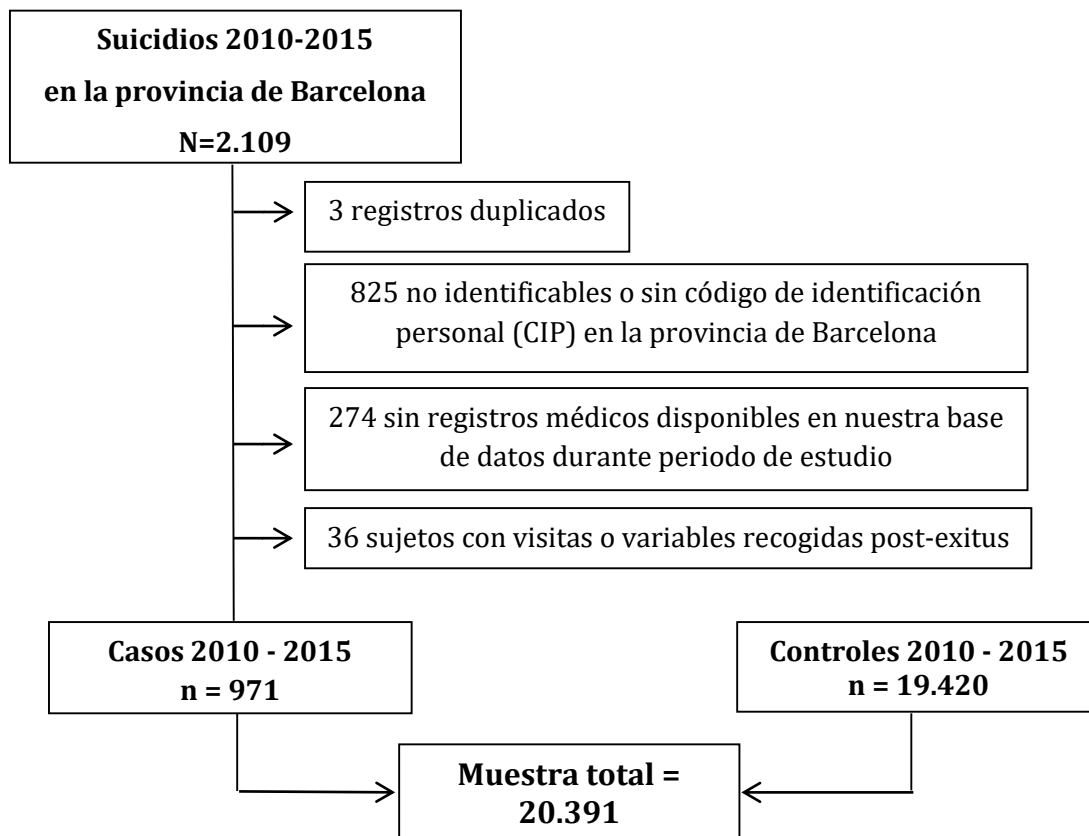 Suicidios 2010-2015
en la provincia de Barcelona
N=2.109
3 registros duplicados
825 no identificables o sin código de identificación
personal (CIP) en la provincia de Barcelona
274 sin registros médicos disponibles en nuestra base
de datos durante periodo de estudio
36 sujetos con visitas o variables recogidas post-exitus
Casos 2010 - 2015
n = 971
Controles 2010 - 2015
n = 19.420
Muestra total =
20.391